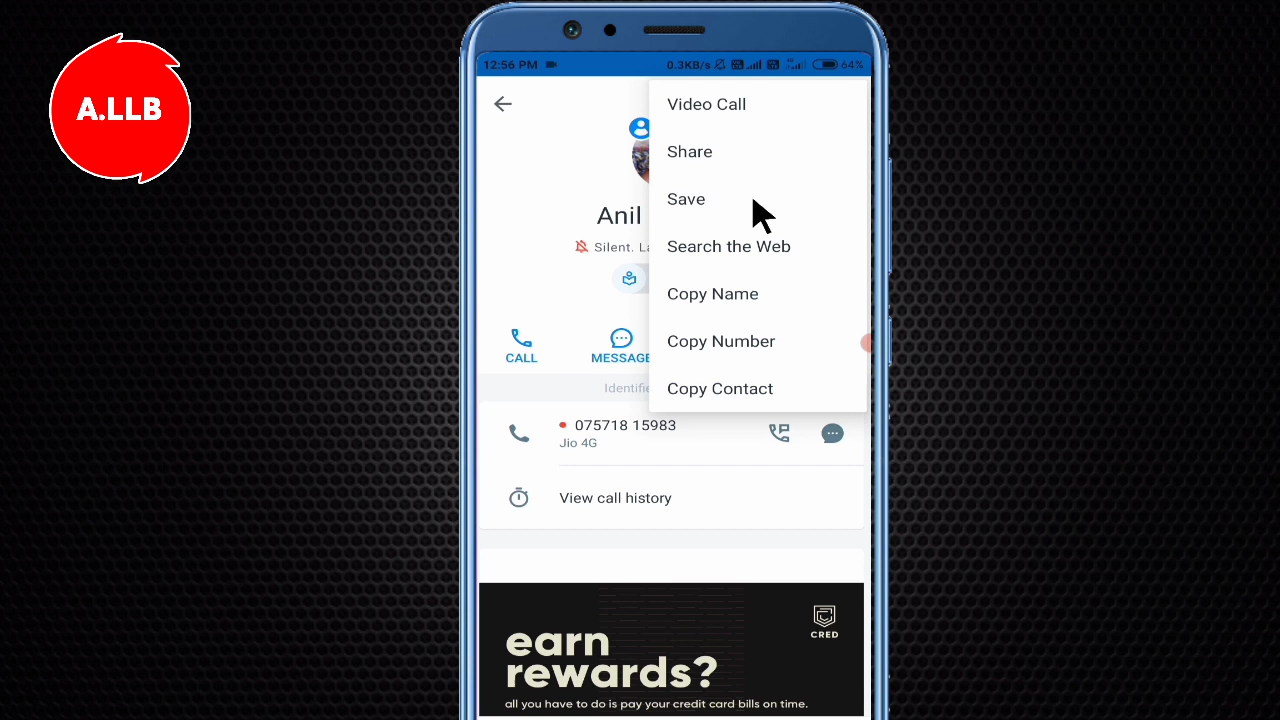 A.LLB
12:56 PM
0.3KB/s
64%
Video Call
Share
Save
Search the Web
Copy Name
Copy Number
Copy Contact
Anil
Silent.
CALL
MESSAGE
075718 15983
Jio 4G
View call history
CRED
earn
rewards?
all you have to do is pay your credit card bills on time.